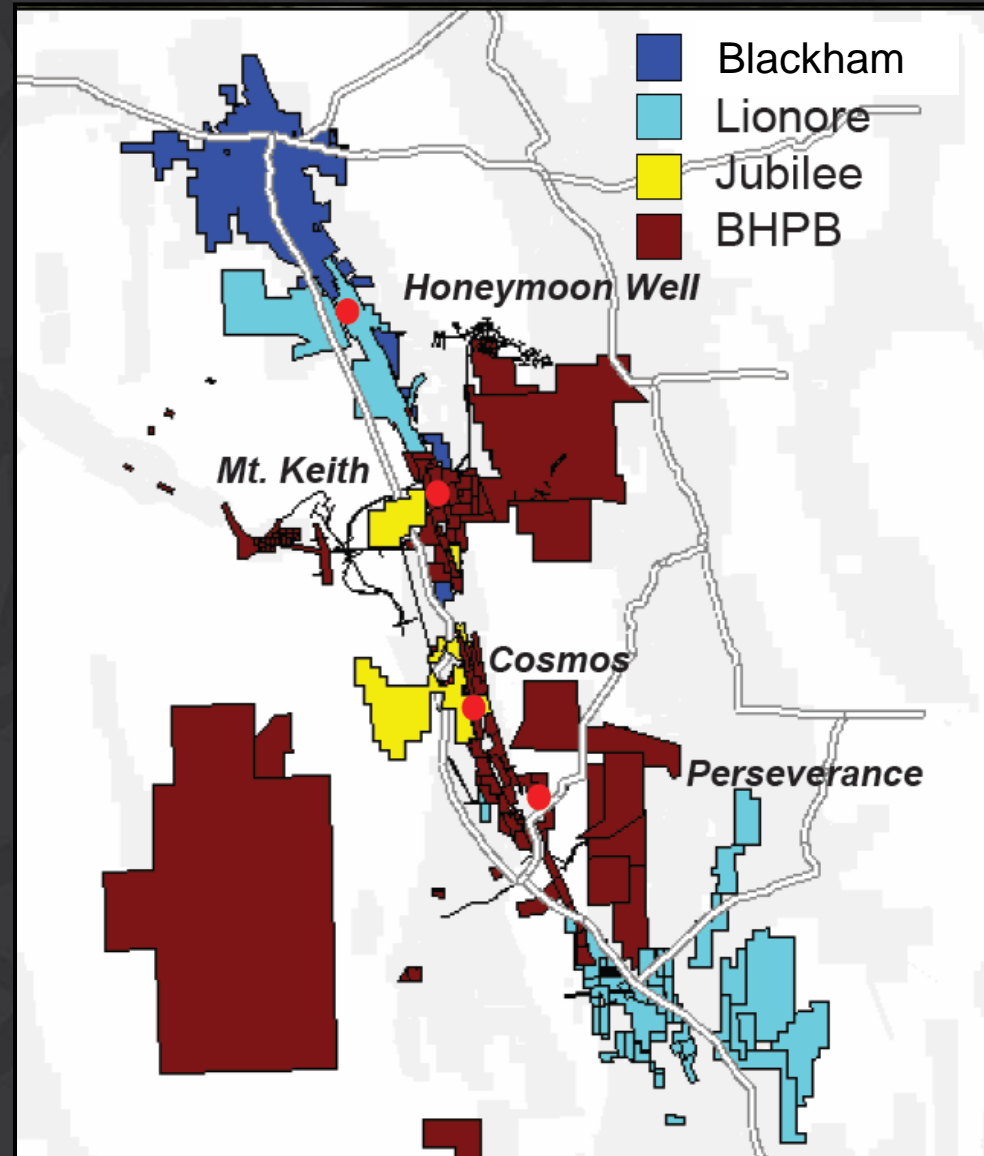 Blackham
Lionore
Jubilee
BHPB
Honeymoon Well
Mt. Keith
Cosmos
Perseverance